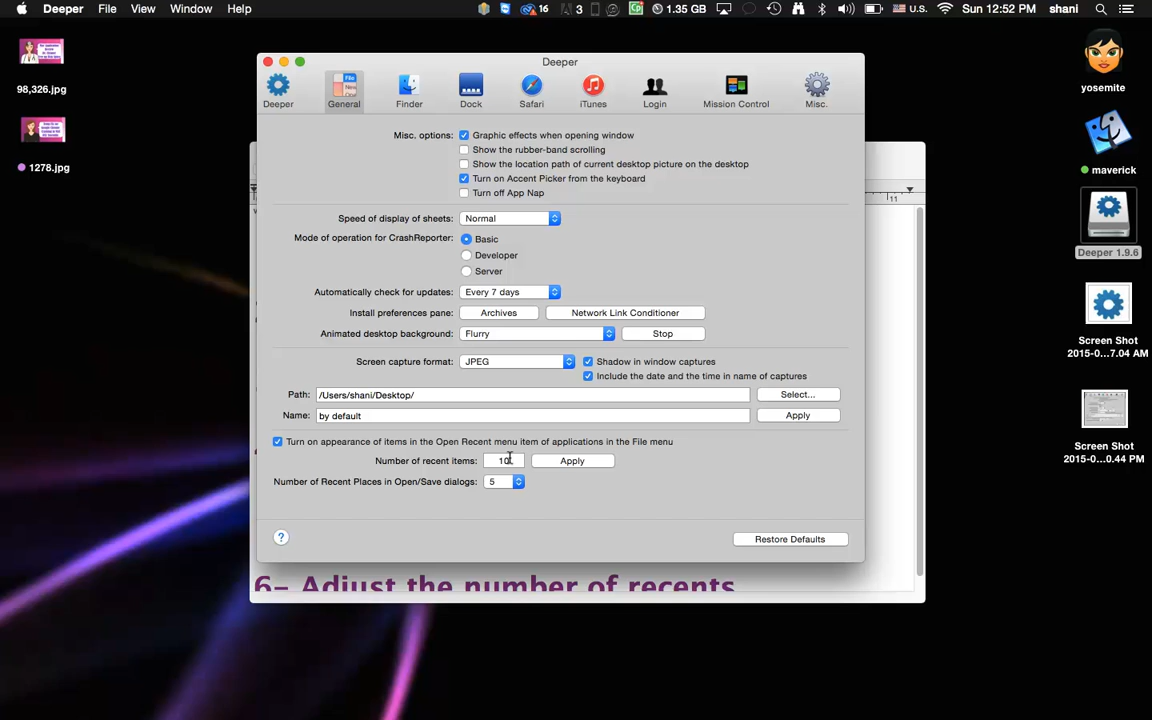 Deeper File View Window Help 16 3 1.35 GB U.S. Sun 12:52 PM shani
98,326.jpg
1278.jpg
yosemite
maverick
Deeper 1.9.6
Screen Shot
2015-0...7.04 AM
Screen Shot
2015-0...0.44 PM
Deeper
Deeper General Finder Dock Safari iTunes Login Mission Control Misc.
Misc. options: Graphic effects when opening window
Show the rubber-band scrolling
Show the location path of current desktop picture on the desktop
Turn on Accent Picker from the keyboard
Turn off App Nap
Speed of display of sheets: Normal
Mode of operation for CrashReporter: Basic
Developer
Server
Automatically check for updates: Every 7 days
Install preferences pane: Archives Network Link Conditioner
Animated desktop background: Flurry Stop
Screen capture format: JPEG Shadow in window captures
Include the date and the time in name of captures
Path: /Users/shani/Desktop/ Select...
Name: by default Apply
Turn on appearance of items in the Open Recent menu item of applications in the File menu
Number of recent items: 10 Apply
Number of Recent Places in Open/Save dialogs: 5
? Restore Defaults
11
6- Adjust the number of recents